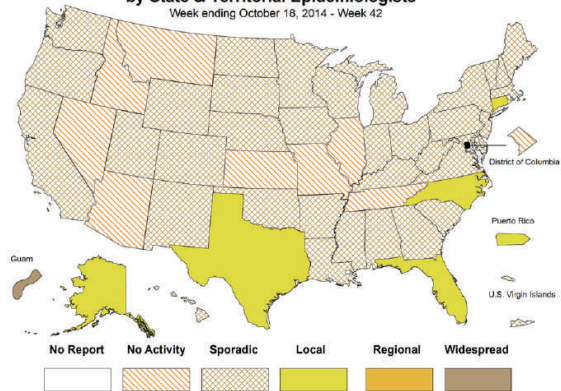 by State & Territorial Epidemiologists
Week ending October 18, 2014 - Week 42
District of Columbia
Puerto Rico
Guam
U.S. Virgin Islands
No Report No Activity Sporadic Local Regional Widespread